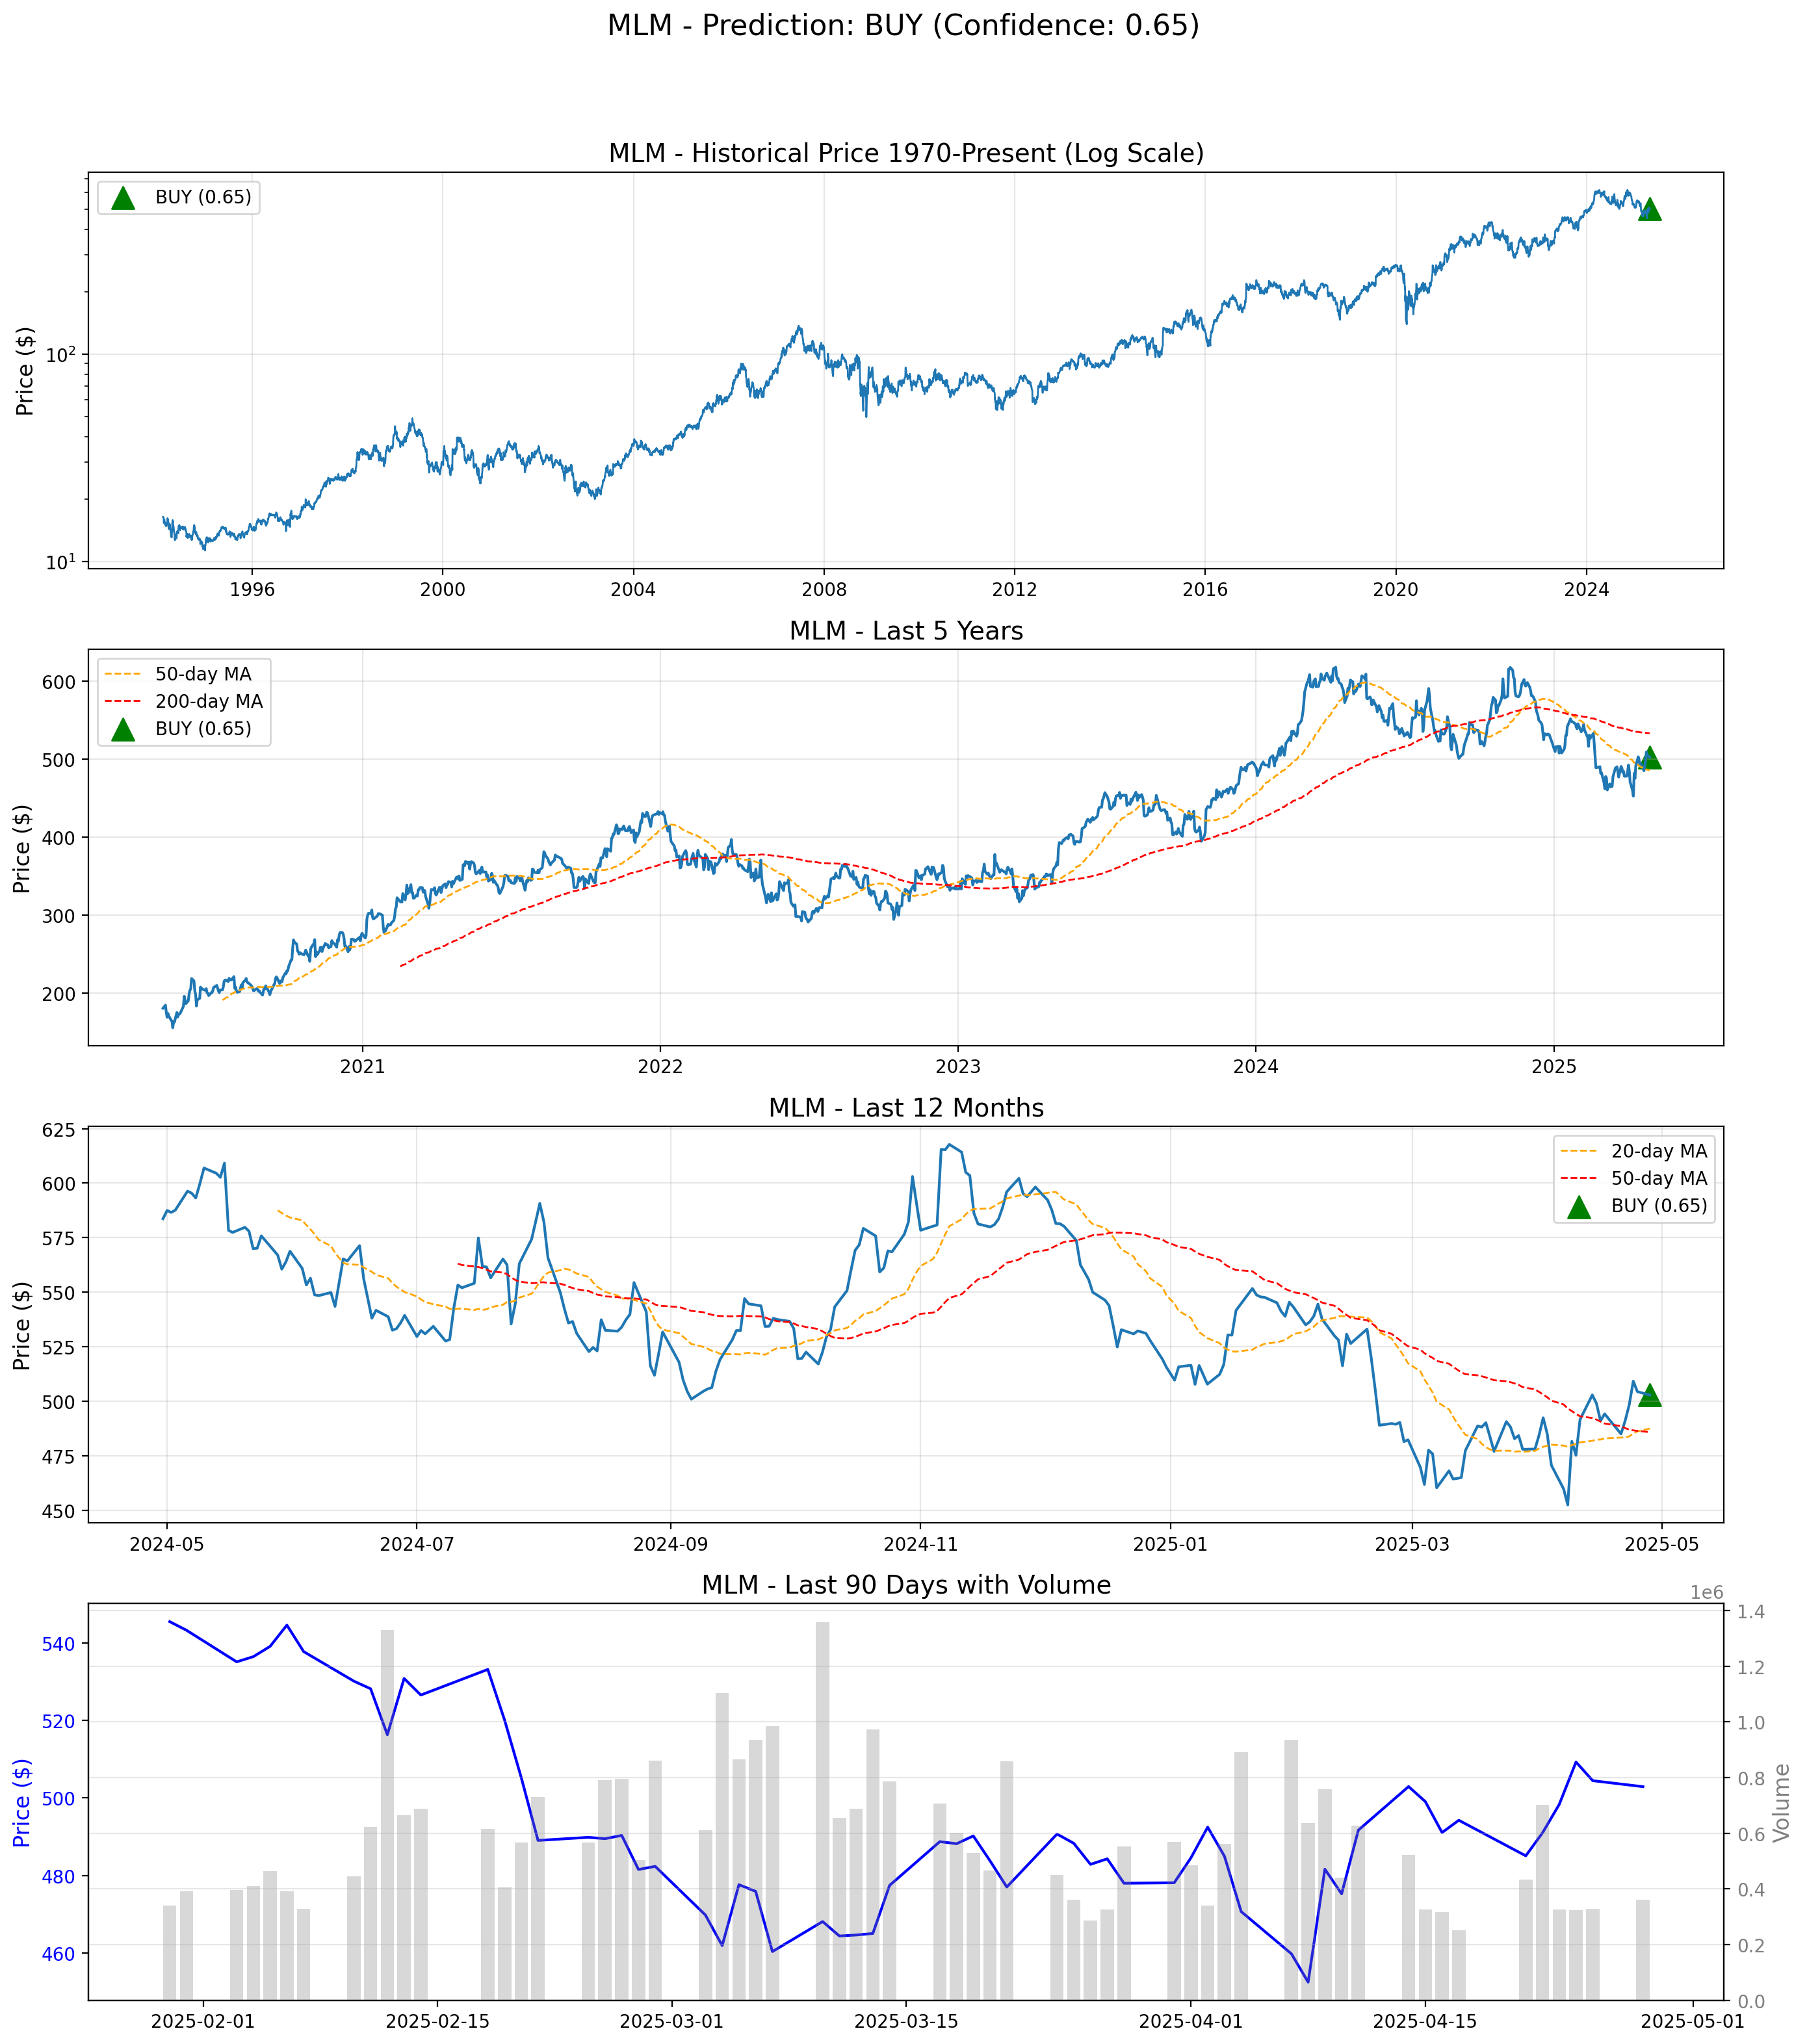 MLM - Prediction: BUY (Confidence: 0.65)
MLM - Historical Price 1970-Present (Log Scale)
BUY (0.65)
Price ($)
10²
10¹
1996 2000 2004 2008 2012 2016 2020 2024
MLM - Last 5 Years
50-day MA
200-day MA
BUY (0.65)
Price ($)
600
500
400
300
200
2021 2022 2023 2024 2025
MLM - Last 12 Months
20-day MA
50-day MA
BUY (0.65)
Price ($)
625
600
575
550
525
500
475
450
2024-05 2024-07 2024-09 2024-11 2025-01 2025-03 2025-05
MLM - Last 90 Days with Volume
1e6
Price ($)
540
520
500
480
460
1.4
1.2
1.0
0.8
0.6
0.4
0.2
0.0
Volume
2025-02-01 2025-02-15 2025-03-01 2025-03-15 2025-04-01 2025-04-15 2025-05-01